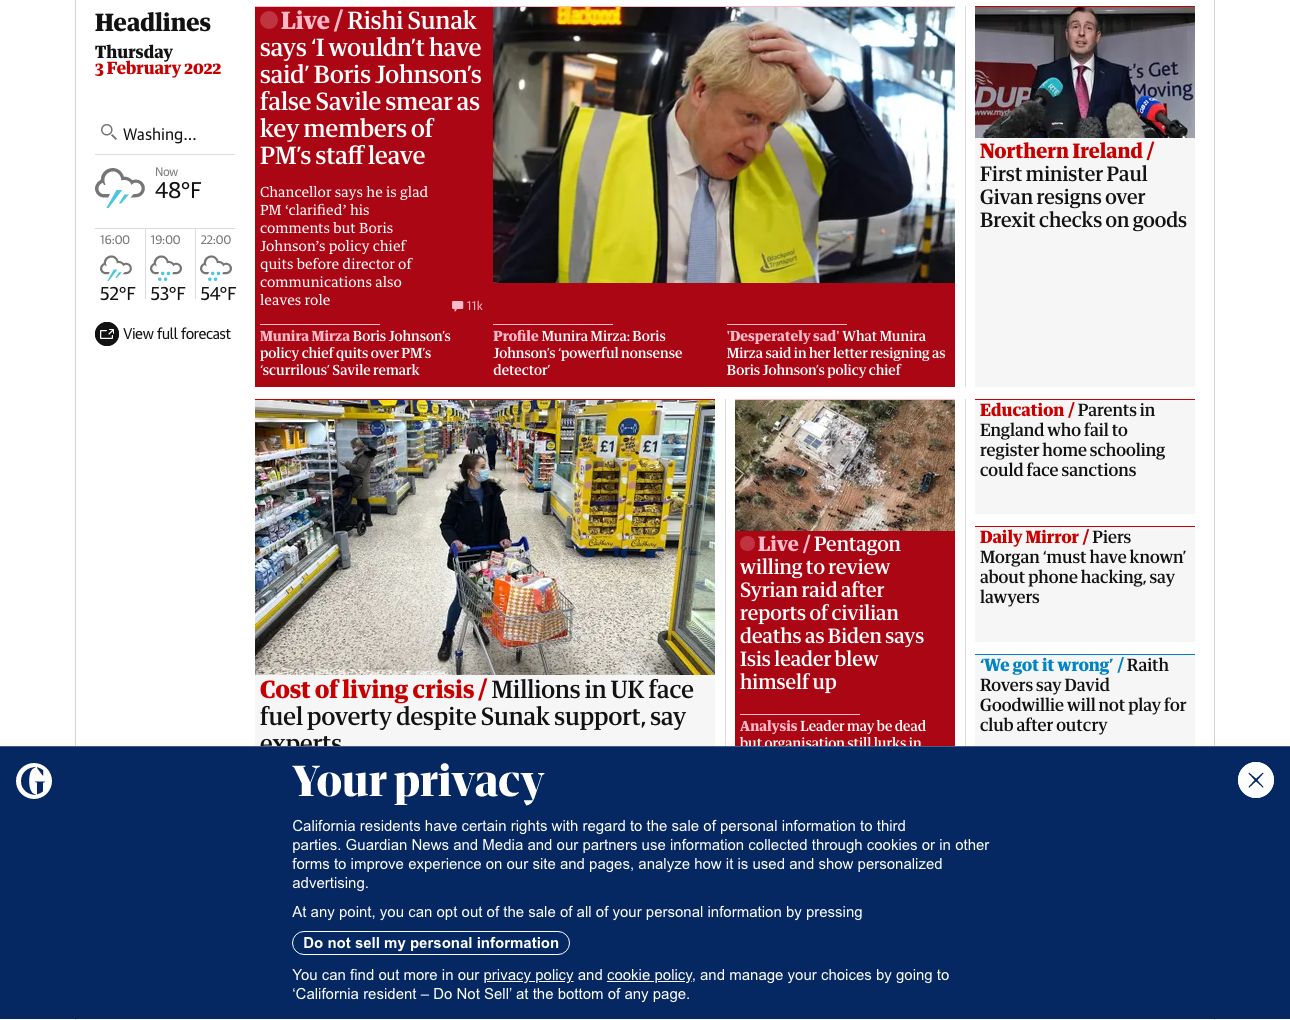 Headlines
Thursday
3 February 2022
Washing...
Now
48°F
16:00
19:00
22:00
52°F
53°F
54°F
View full forecast
Live / Rishi Sunak
says ‘I wouldn’t have
said’ Boris Johnson’s
false Savile smear as
key members of
PM’s staff leave
Chancellor says he is glad
PM ‘clarified’ his
comments but Boris
Johnson’s policy chief
quits before director of
communications also
leaves role
11k
Munira Mirza Boris Johnson’s
policy chief quits over PM’s
‘scurrilous’ Savile remark
Blackpool
Transport
Profile Munira Mirza: Boris
Johnson’s ‘powerful nonsense
detector’
'Desperately sad' What Munira
Mirza said in her letter resigning as
Boris Johnson’s policy chief
DUP
's Get
Moving
Northern Ireland /
First minister Paul
Givan resigns over
Brexit checks on goods
£1
£1
Cadbury
Cost of living crisis / Millions in UK face
fuel poverty despite Sunak support, say
experts
Live / Pentagon
willing to review
Syrian raid after
reports of civilian
deaths as Biden says
Isis leader blew
himself up
Analysis Leader may be dead
but organisation still lurks in
Education / Parents in
England who fail to
register home schooling
could face sanctions
Daily Mirror / Piers
Morgan ‘must have known’
about phone hacking, say
lawyers
‘We got it wrong’ / Raith
Rovers say David
Goodwillie will not play for
club after outcry
Your privacy
California residents have certain rights with regard to the sale of personal information to third
parties. Guardian News and Media and our partners use information collected through cookies or in other
forms to improve experience on our site and pages, analyze how it is used and show personalized
advertising.
At any point, you can opt out of the sale of all of your personal information by pressing
Do not sell my personal information
You can find out more in our privacy policy and cookie policy, and manage your choices by going to
‘California resident – Do Not Sell’ at the bottom of any page.